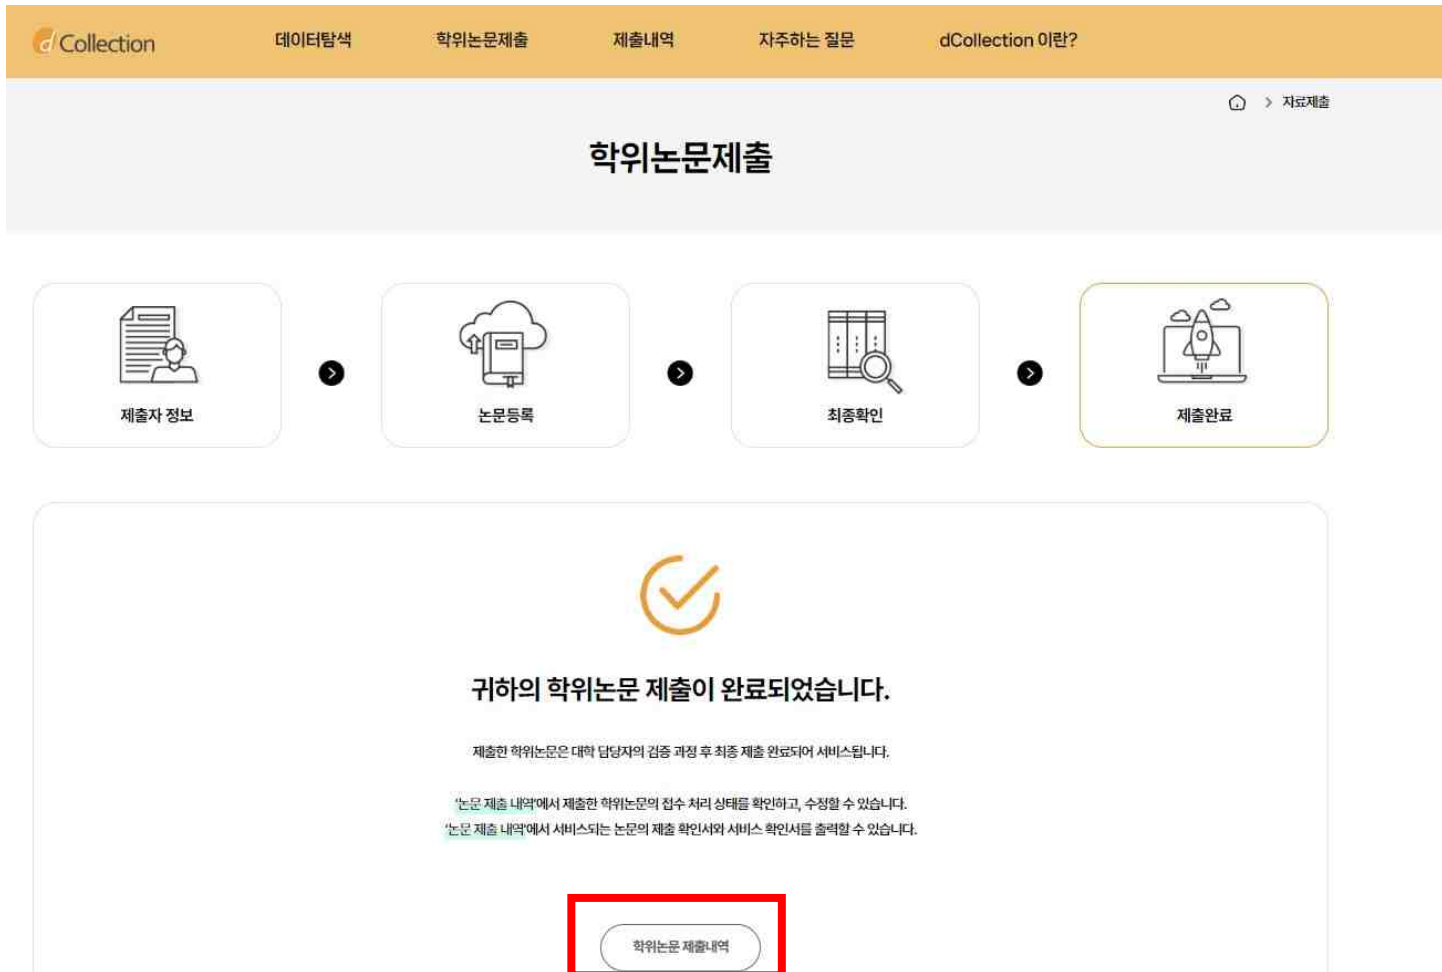 d Collection 데이터탐색 학위논문제출 제출내역 자주하는 질문 dCollection 이란?
> 자료제출
학위논문제출
제출자 정보 논문등록 최종확인 제출완료
귀하의 학위논문 제출이 완료되었습니다.
제출한 학위논문은 대학 담당자의 검증 과정 후 최종 제출 완료되어 서비스됩니다.
'논문 제출 내역'에서 제출한 학위논문의 접수 처리 상태를 확인하고, 수정할 수 있습니다.
'논문 제출 내역'에서 서비스되는 논문의 제출 확인서와 서비스 확인서를 출력할 수 있습니다.
학위논문 제출내역